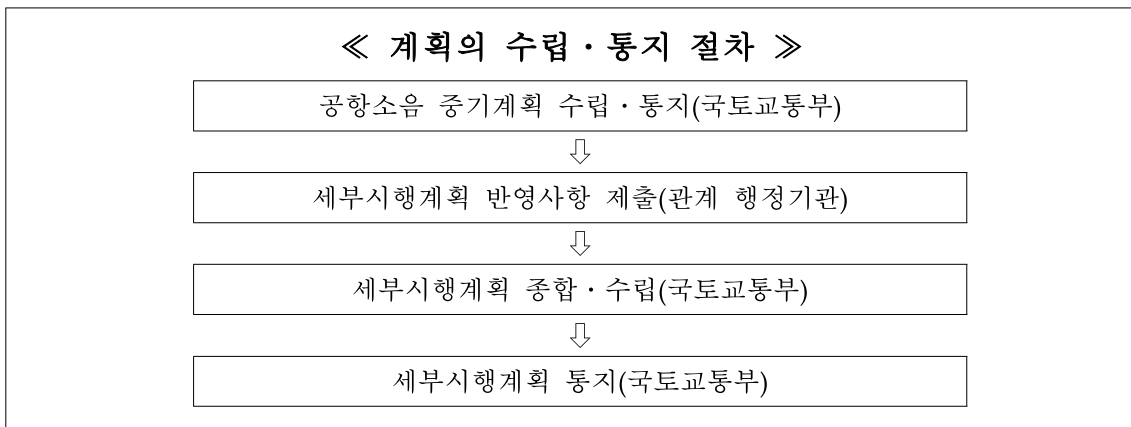 ≪ 계획의 수립·통지 절차 ≫
공항소음 중기계획 수립·통지(국토교통부)
⇩
세부시행계획 반영사항 제출(관계 행정기관)
⇩
세부시행계획 종합·수립(국토교통부)
⇩
세부시행계획 통지(국토교통부)